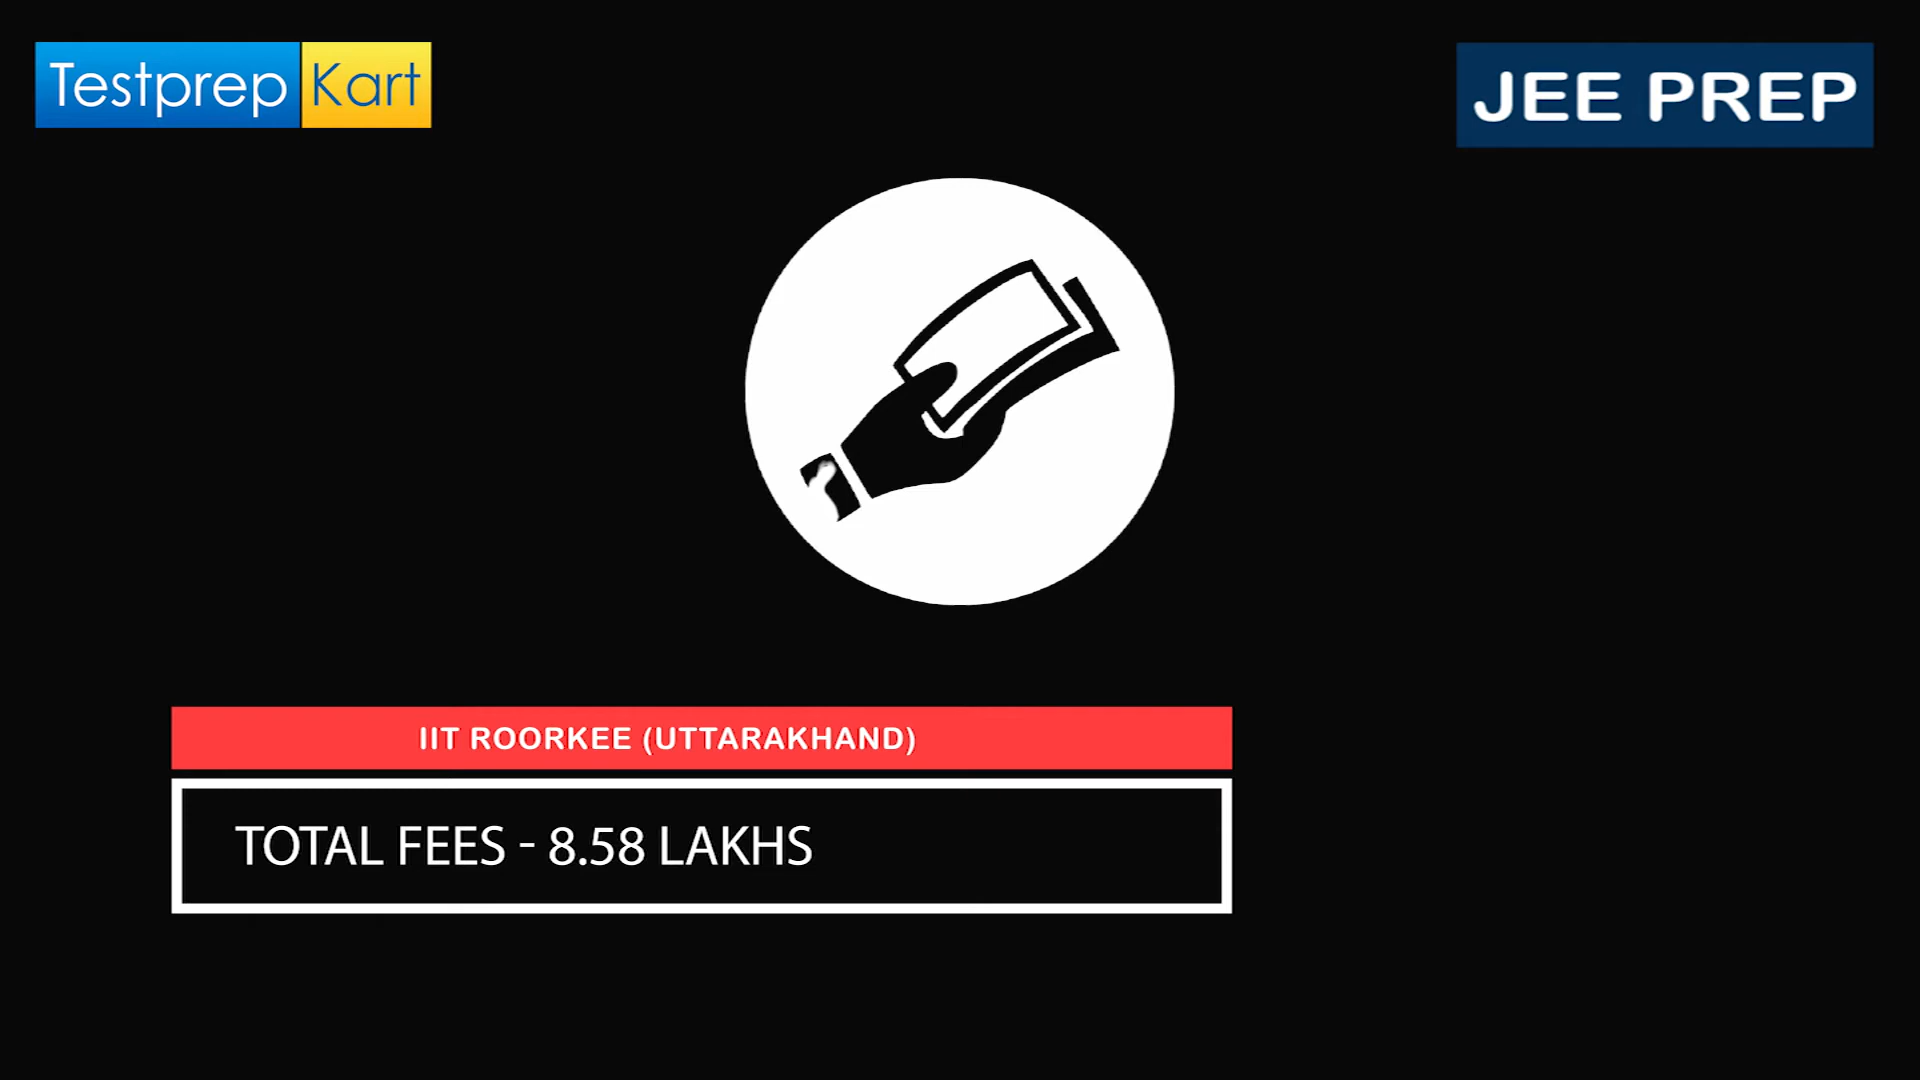 Testprep Kart
JEE PREP
IIT ROORKEE (UTTARAKHAND)
TOTAL FEES - 8.58 LAKHS